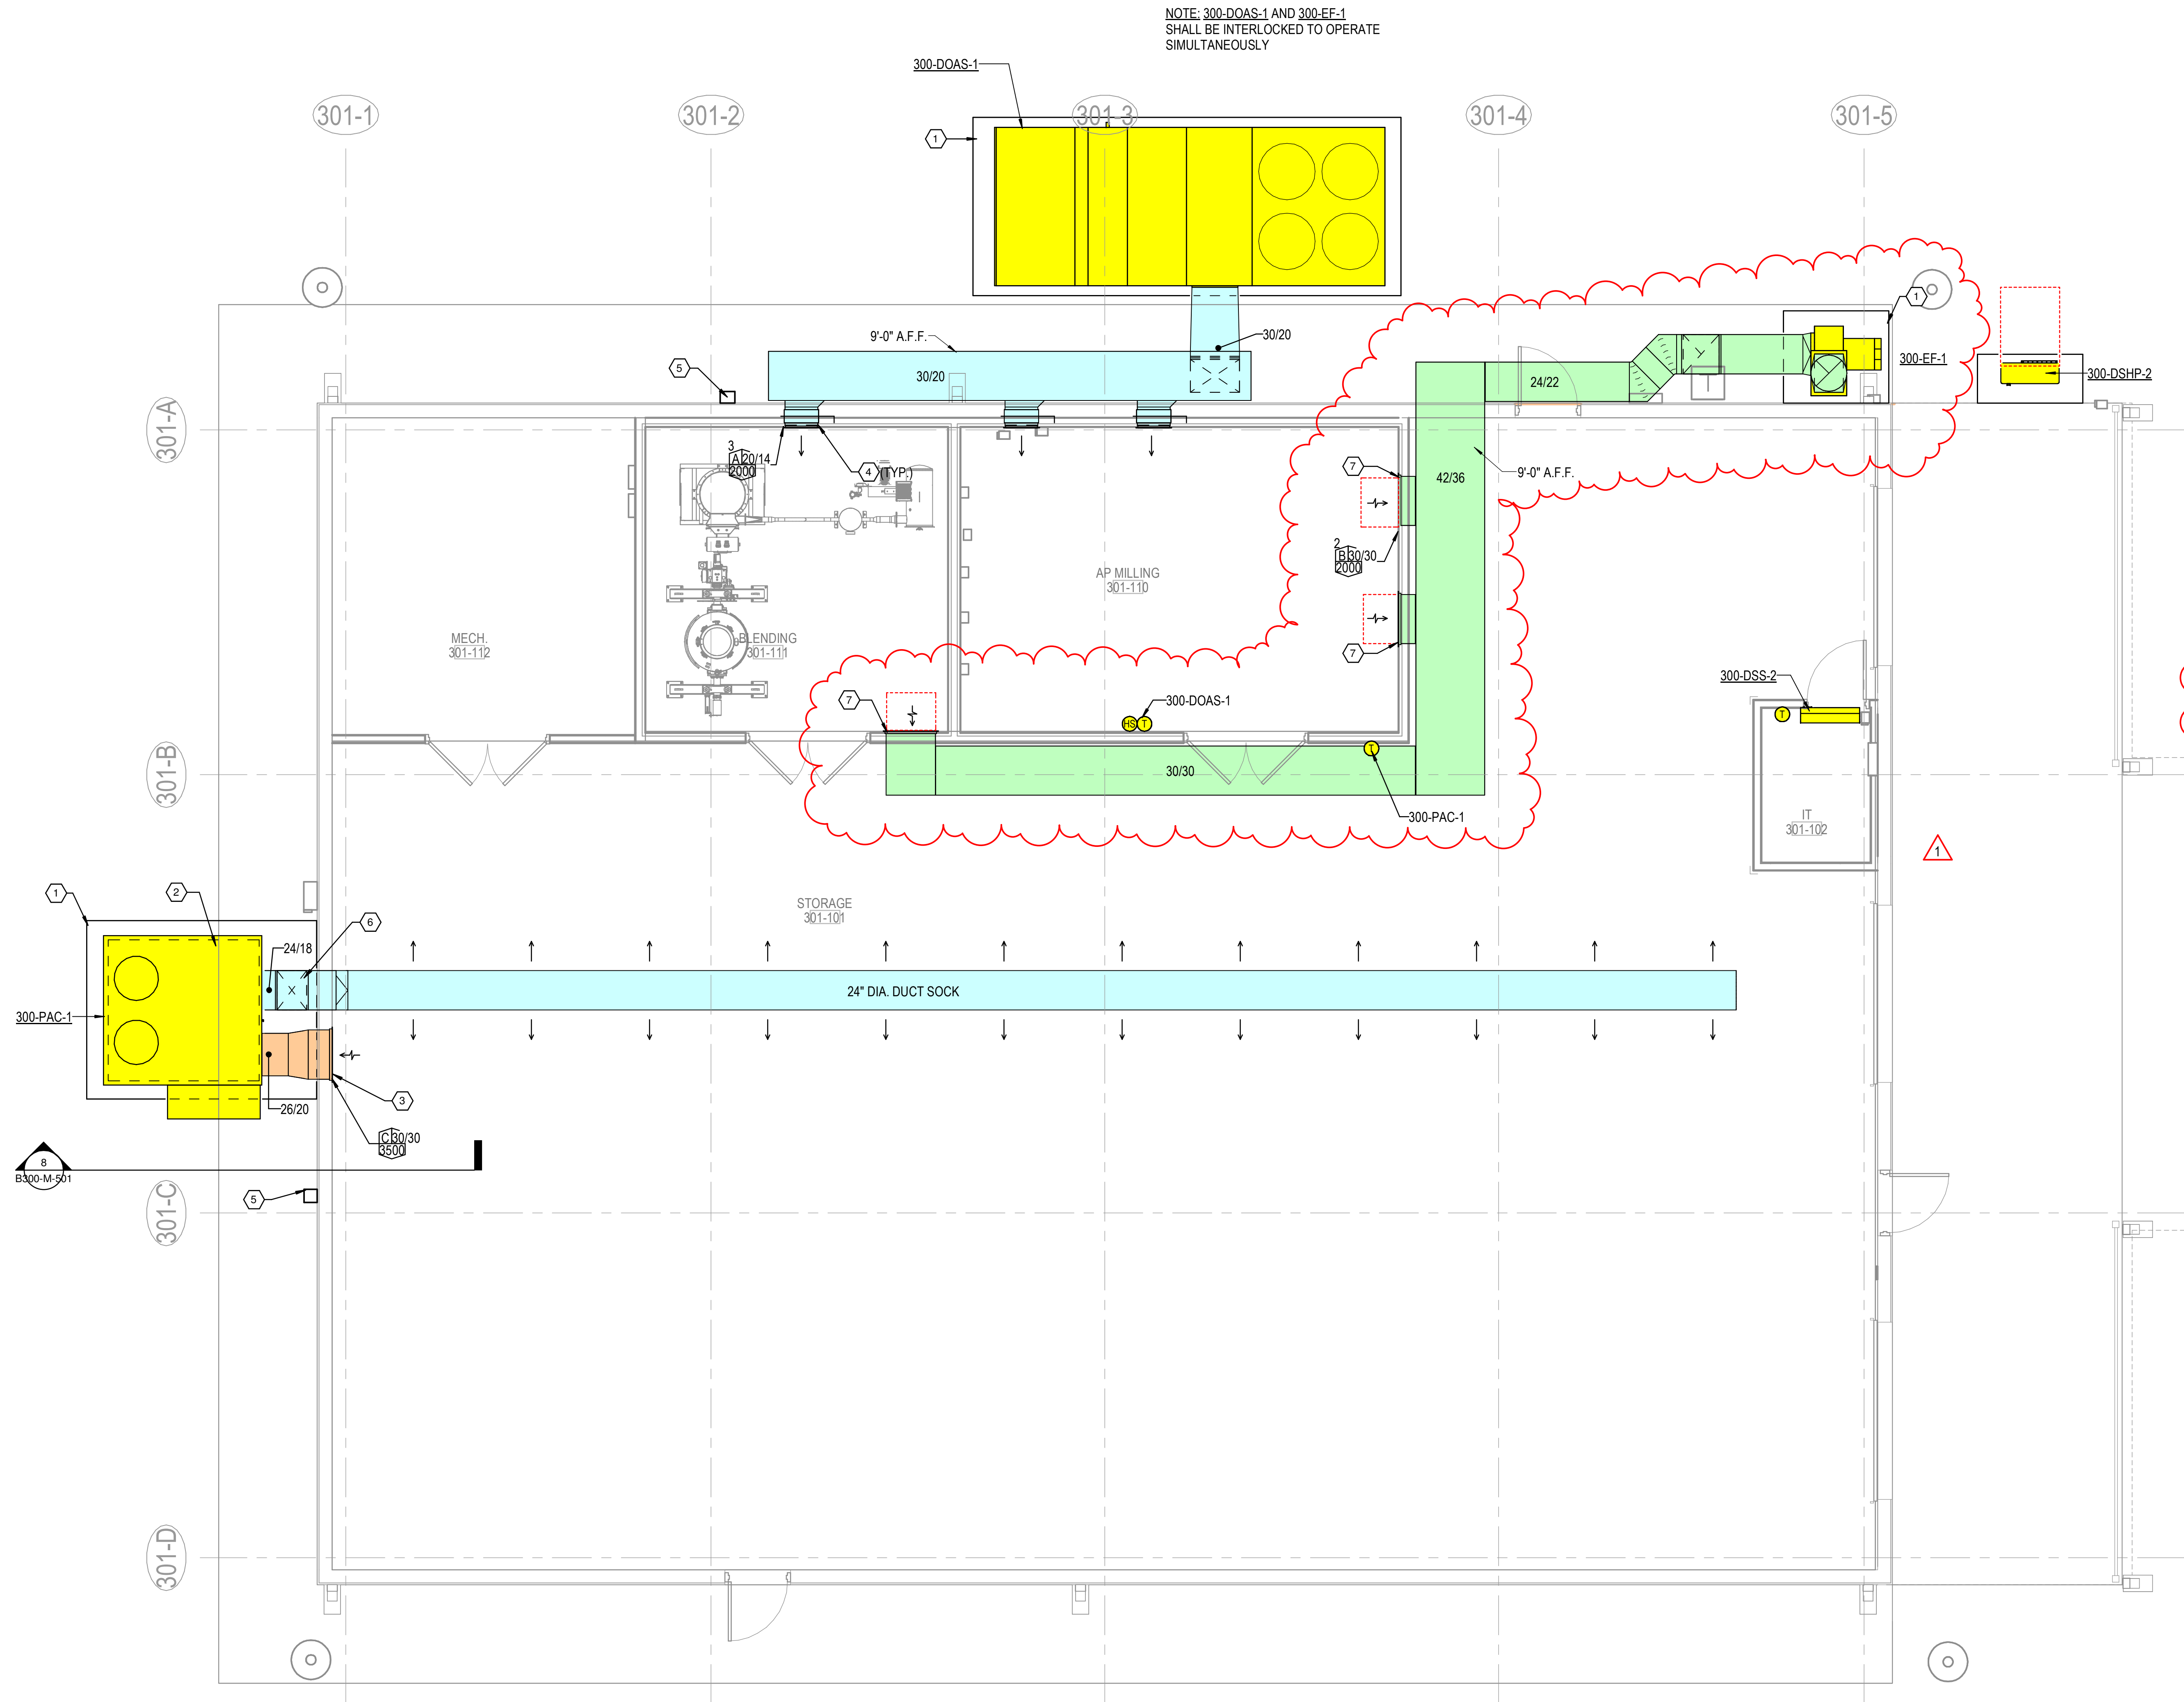 NOTE: 300-DOAS-1 AND 300-EF-1
SHALL BE INTERLOCKED TO OPERATE
SIMULTANEOUSLY
300-DOAS-1
301-1
301-2
301-3
301-4
301-5
1
1
9'-0" A.F.F.
30/20
30/20
5
24/22
300-EF-1
300-DSHP-2
301-A
3
A 20/14
2000
4
(TYP.)
7
42/36
9'-0" A.F.F.
2
B 30/30
2000
AP MILLING
301-110
MECH.
301-112
BLENDING
301-111
7
7
300-DOAS-1
HS
T
300-DSS-2
T
T
301-B
30/30
300-PAC-1
IT
301-102
1
1
2
6
STORAGE
301-101
24/18
24" DIA. DUCT SOCK
300-PAC-1
3
26/20
C 30/30
3500
8
B300-M-501
5
301-C
301-D